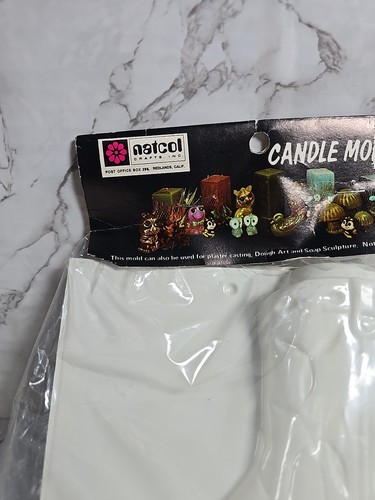 natcol
CRAFTS INC.
POST OFFICE BOX 299, REDLANDS, CALIF.
CANDLE MO
This mold can also be used for plaster casting, Dough Art and Soap Sculpture. Not